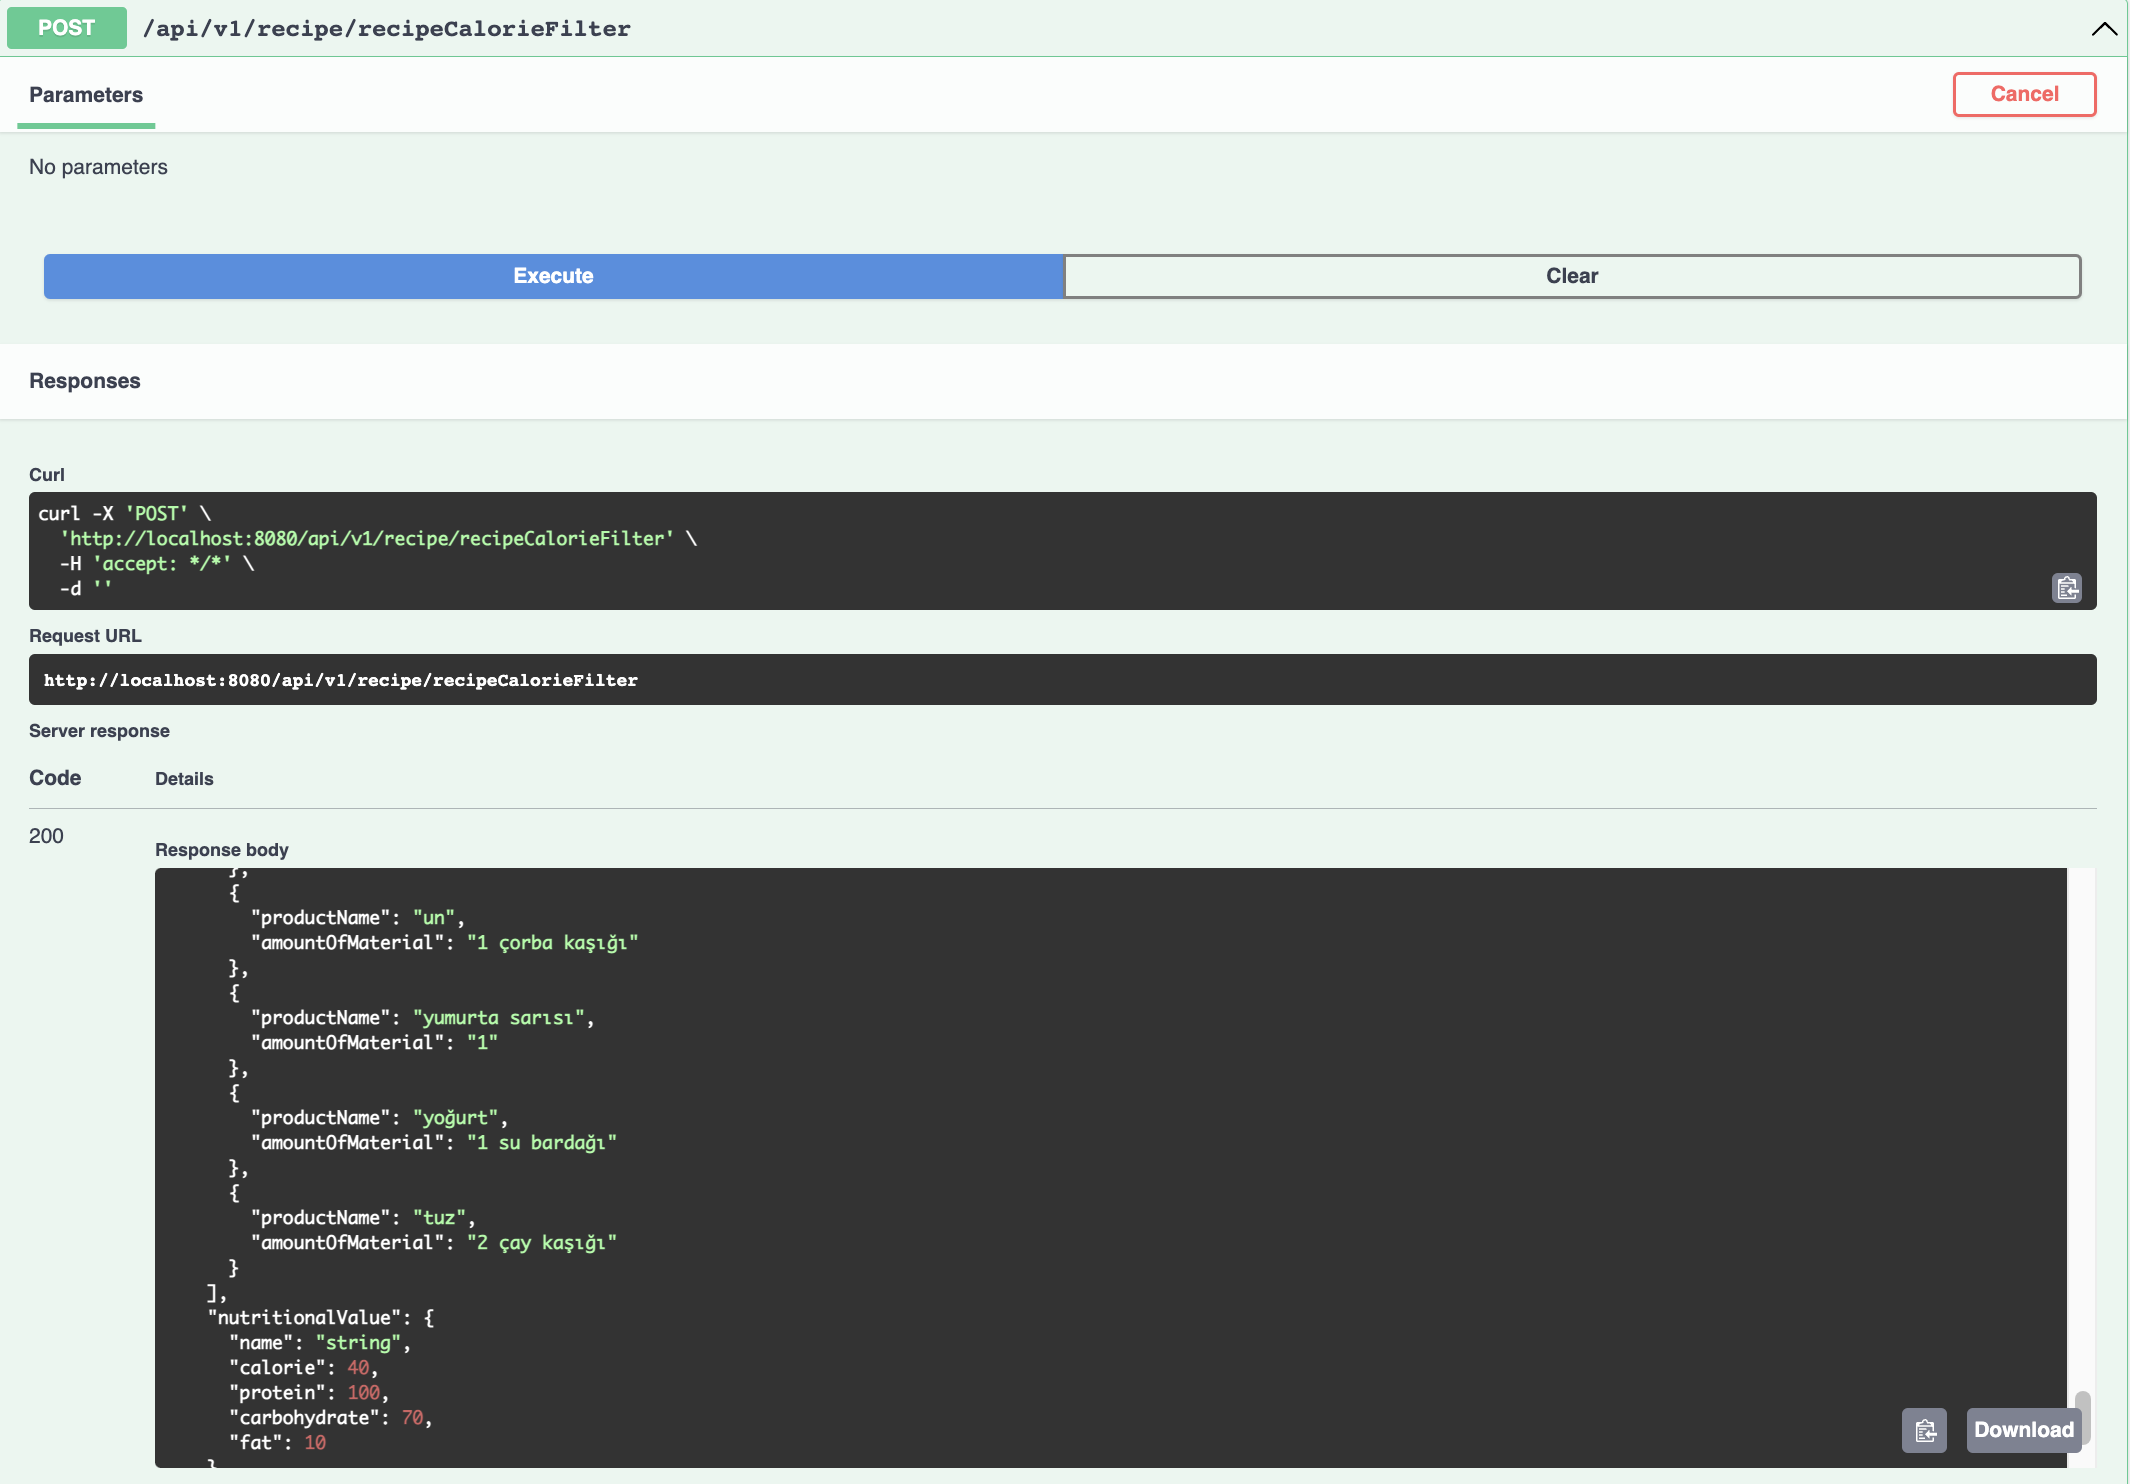 POST /api/v1/recipe/recipeCalorieFilter
Parameters
Cancel
No parameters
Execute
Clear
Responses
Curl
curl -X 'POST' \
'http://localhost:8080/api/v1/recipe/recipeCalorieFilter' \
-H 'accept: */*' \
-d ''
Request URL
http://localhost:8080/api/v1/recipe/recipeCalorieFilter
Server response
Code Details
200
Response body
},
{
"productName": "un",
"amountOfMaterial": "1 çorba kaşığı"
},
{
"productName": "yumurta sarısı",
"amountOfMaterial": "1"
},
{
"productName": "yoğurt",
"amountOfMaterial": "1 su bardağı"
},
{
"productName": "tuz",
"amountOfMaterial": "2 çay kaşığı"
}
],
"nutritionalValue": {
"name": "string",
"calorie": 40,
"protein": 100,
"carbohydrate": 70,
"fat": 10
}
Download